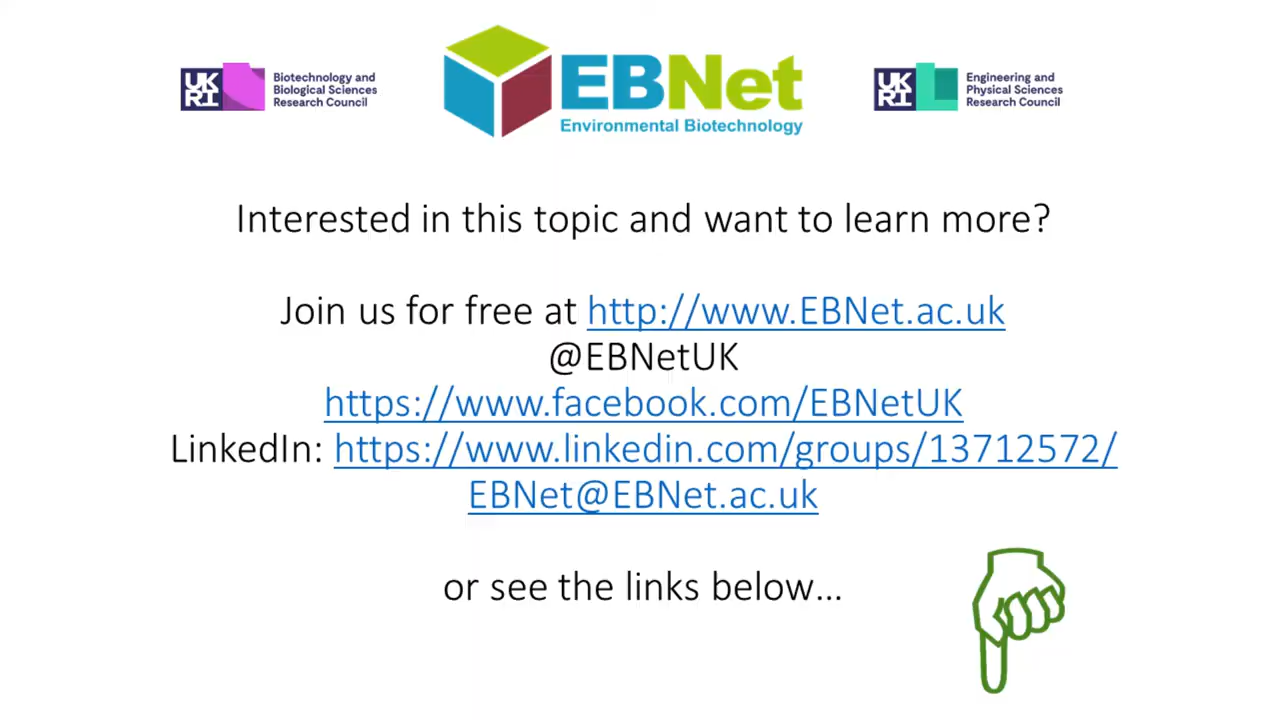 UKRI
Biotechnology and
Biological Sciences
Research Council
EBNet
Environmental Biotechnology
UKRI
Engineering and
Physical Sciences
Research Council
Interested in this topic and want to learn more?
Join us for free at http://www.EBNet.ac.uk
@EBNetUK
https://www.facebook.com/EBNetUK
LinkedIn: https://www.linkedin.com/groups/13712572/
EBNet@EBNet.ac.uk
or see the links below…